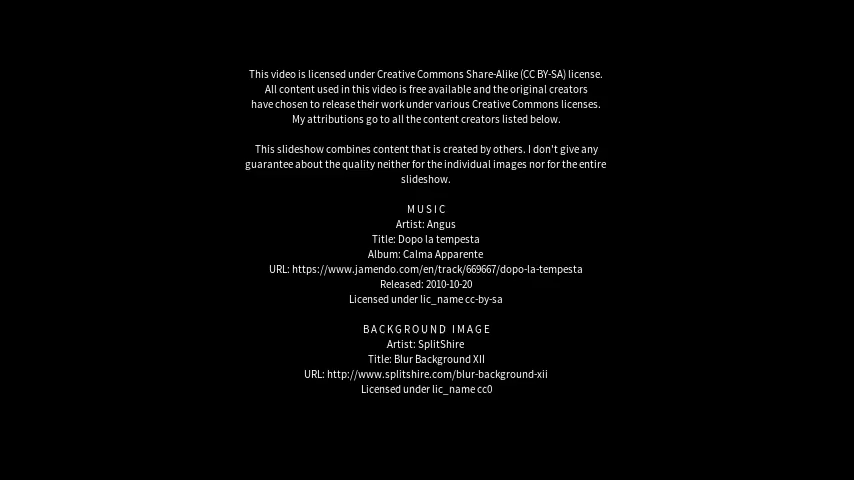 This video is licensed under Creative Commons Share-Alike (CC BY-SA) license.
All content used in this video is free available and the original creators
have chosen to release their work under various Creative Commons licenses.
My attributions go to all the content creators listed below.
This slideshow combines content that is created by others. I don't give any
guarantee about the quality neither for the individual images nor for the entire
slideshow.
MUSIC
Artist: Angus
Title: Dopo la tempesta
Album: Calma Apparente
URL: https://www.jamendo.com/en/track/669667/dopo-la-tempesta
Released: 2010-10-20
Licensed under lic_name cc-by-sa
BACKGROUND IMAGE
Artist: SplitShire
Title: Blur Background XII
URL: http://www.splitshire.com/blur-background-xii
Licensed under lic_name cc0